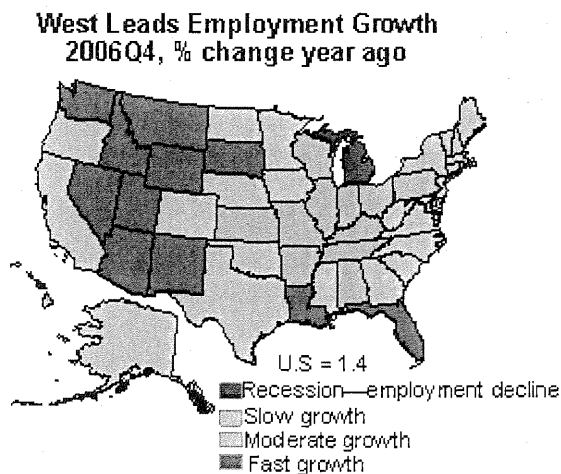 West Leads Employment Growth
2006Q4, % change year ago
U.S = 1.4
Recession—employment decline
Slow growth
Moderate growth
Fast growth